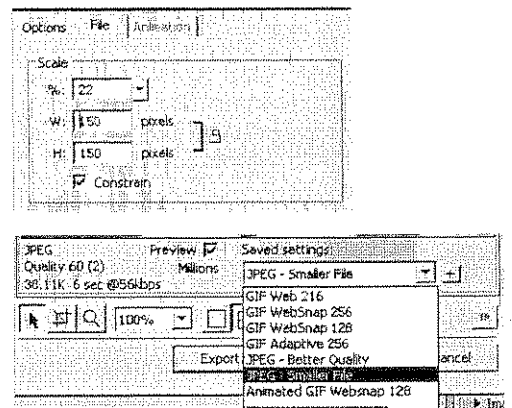 Options File Animation
Scale
%: 22
W: 150 pixels
H: 150 pixels
Constrain
JPEG Preview Saved settings:
Quality 60 (2) Millions
JPEG - Smaller File
38.11K 6 sec @56kbps
100%
GIF Web 216
GIF WebSnap 256
GIF WebSnap 128
GIF Adaptive 256
Export JPEG - Better Quality
JPEG - Smaller File
Animated GIF Websnap 128